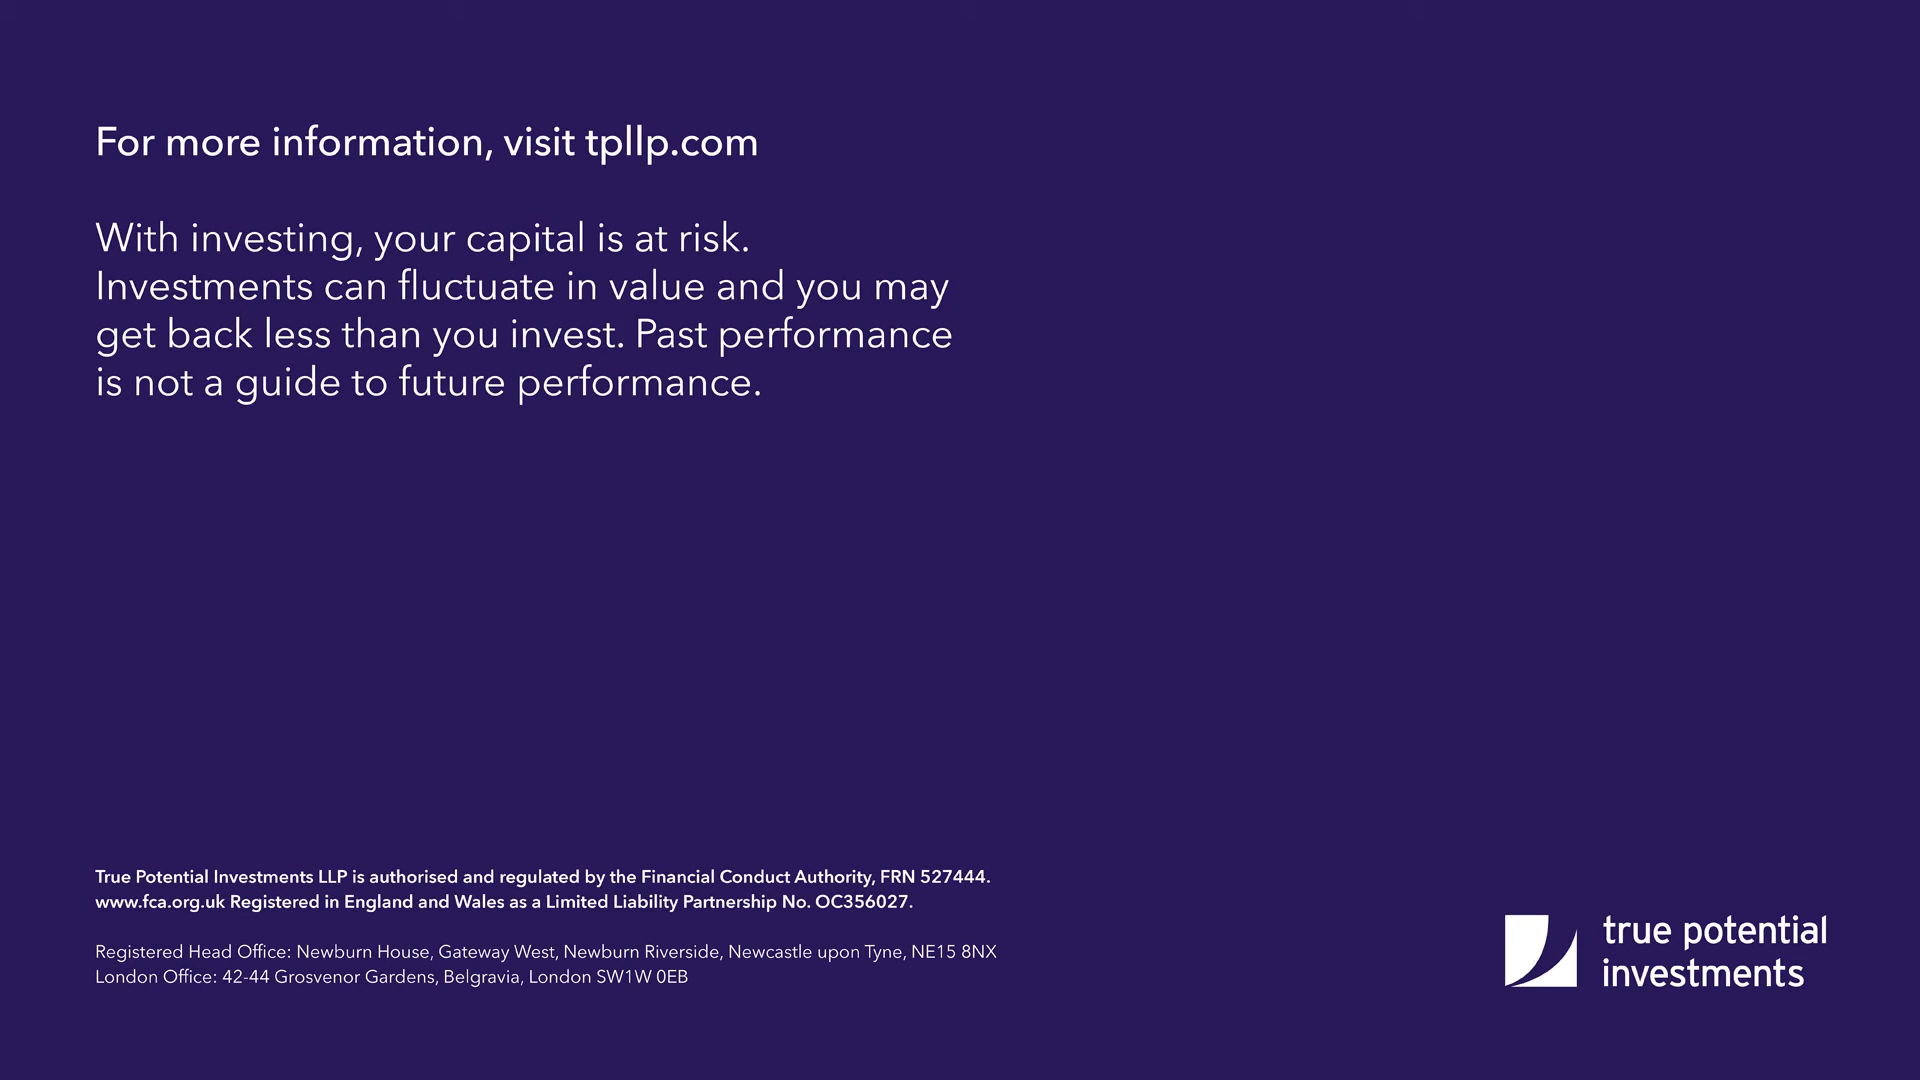 For more information, visit tpllp.com
With investing, your capital is at risk.
Investments can fluctuate in value and you may
get back less than you invest. Past performance
is not a guide to future performance.
True Potential Investments LLP is authorised and regulated by the Financial Conduct Authority, FRN 527444.
www.fca.org.uk Registered in England and Wales as a Limited Liability Partnership No. OC356027.
Registered Head Office: Newburn House, Gateway West, Newburn Riverside, Newcastle upon Tyne, NE15 8NX
London Office: 42-44 Grosvenor Gardens, Belgravia, London SW1W 0EB
true potential
investments